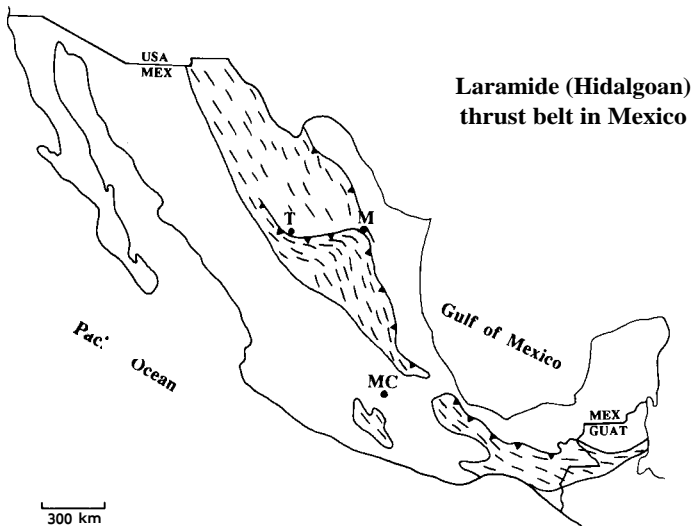 USA
MEX
Laramide (Hidalgoan)
thrust belt in Mexico
T
M
Gulf of Mexico
Ocean
MC
MEX
GUAT
300 km